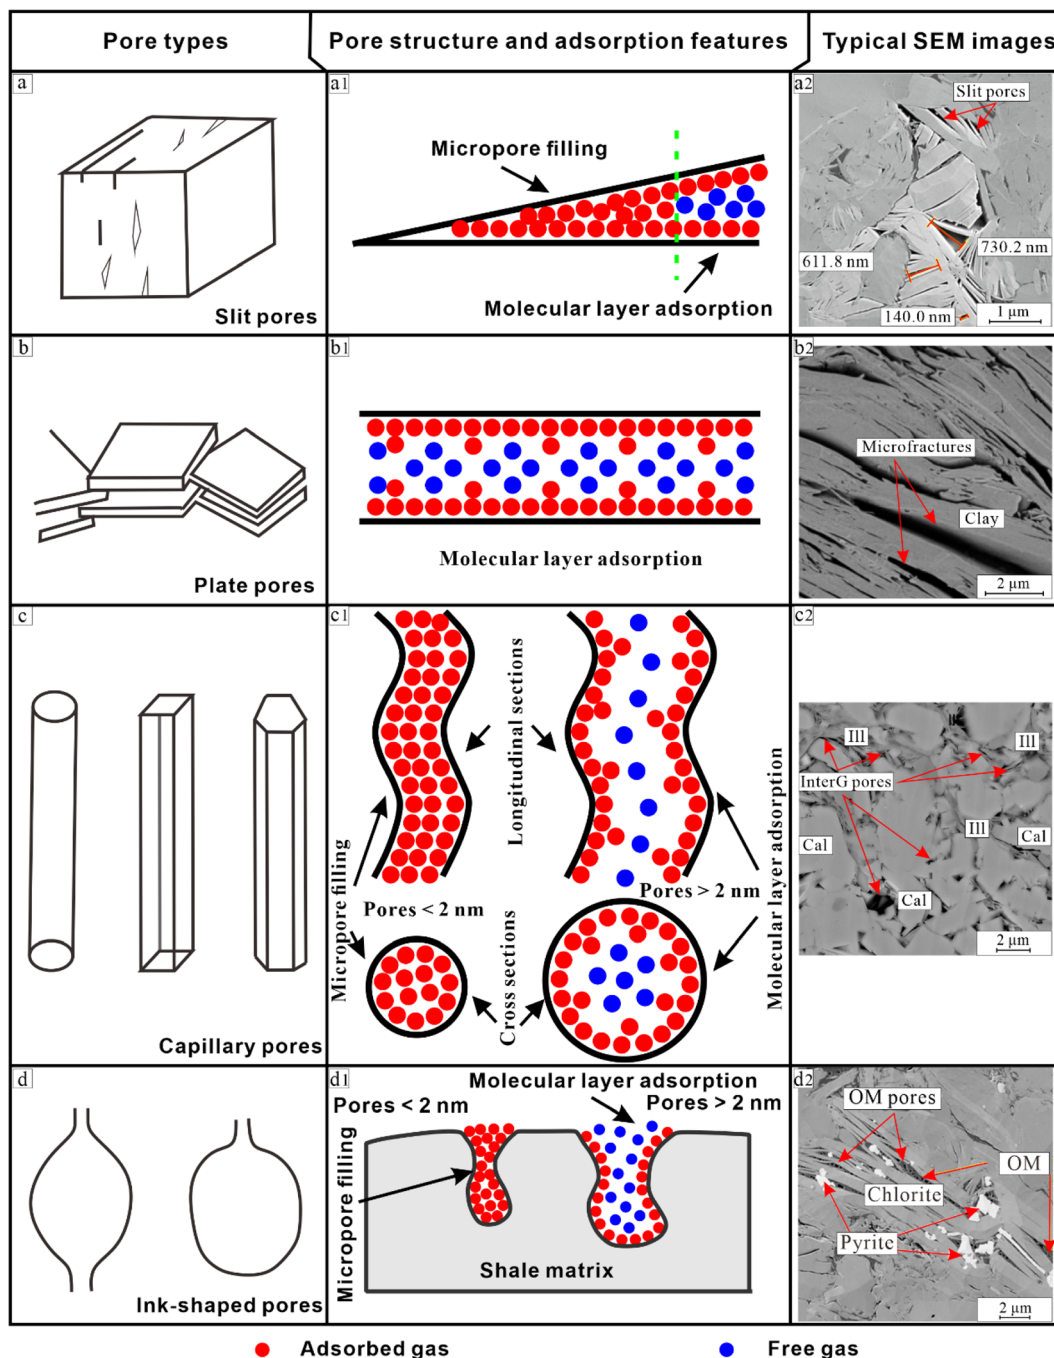 Pore types
Pore structure and adsorption features
Typical SEM images
a
Slit pores
a1
Micropore filling
Molecular layer adsorption
a2
Slit pores
611.8 nm
730.2 nm
140.0 nm
1 μm
b
Plate pores
b1
Molecular layer adsorption
b2
Microfractures
Clay
2 μm
c
Capillary pores
c1
Longitudinal sections
Micropore filling
Pores < 2 nm
Pores > 2 nm
Molecular layer adsorption
Cross sections
c2
Ill
Ill
InterG pores
Ill
Cal
Cal
Cal
2 μm
d
Ink-shaped pores
d1
Molecular layer adsorption
Pores < 2 nm
Pores > 2 nm
Micropore filling
Shale matrix
d2
OM pores
OM
Chlorite
Pyrite
2 μm
Adsorbed gas
Free gas